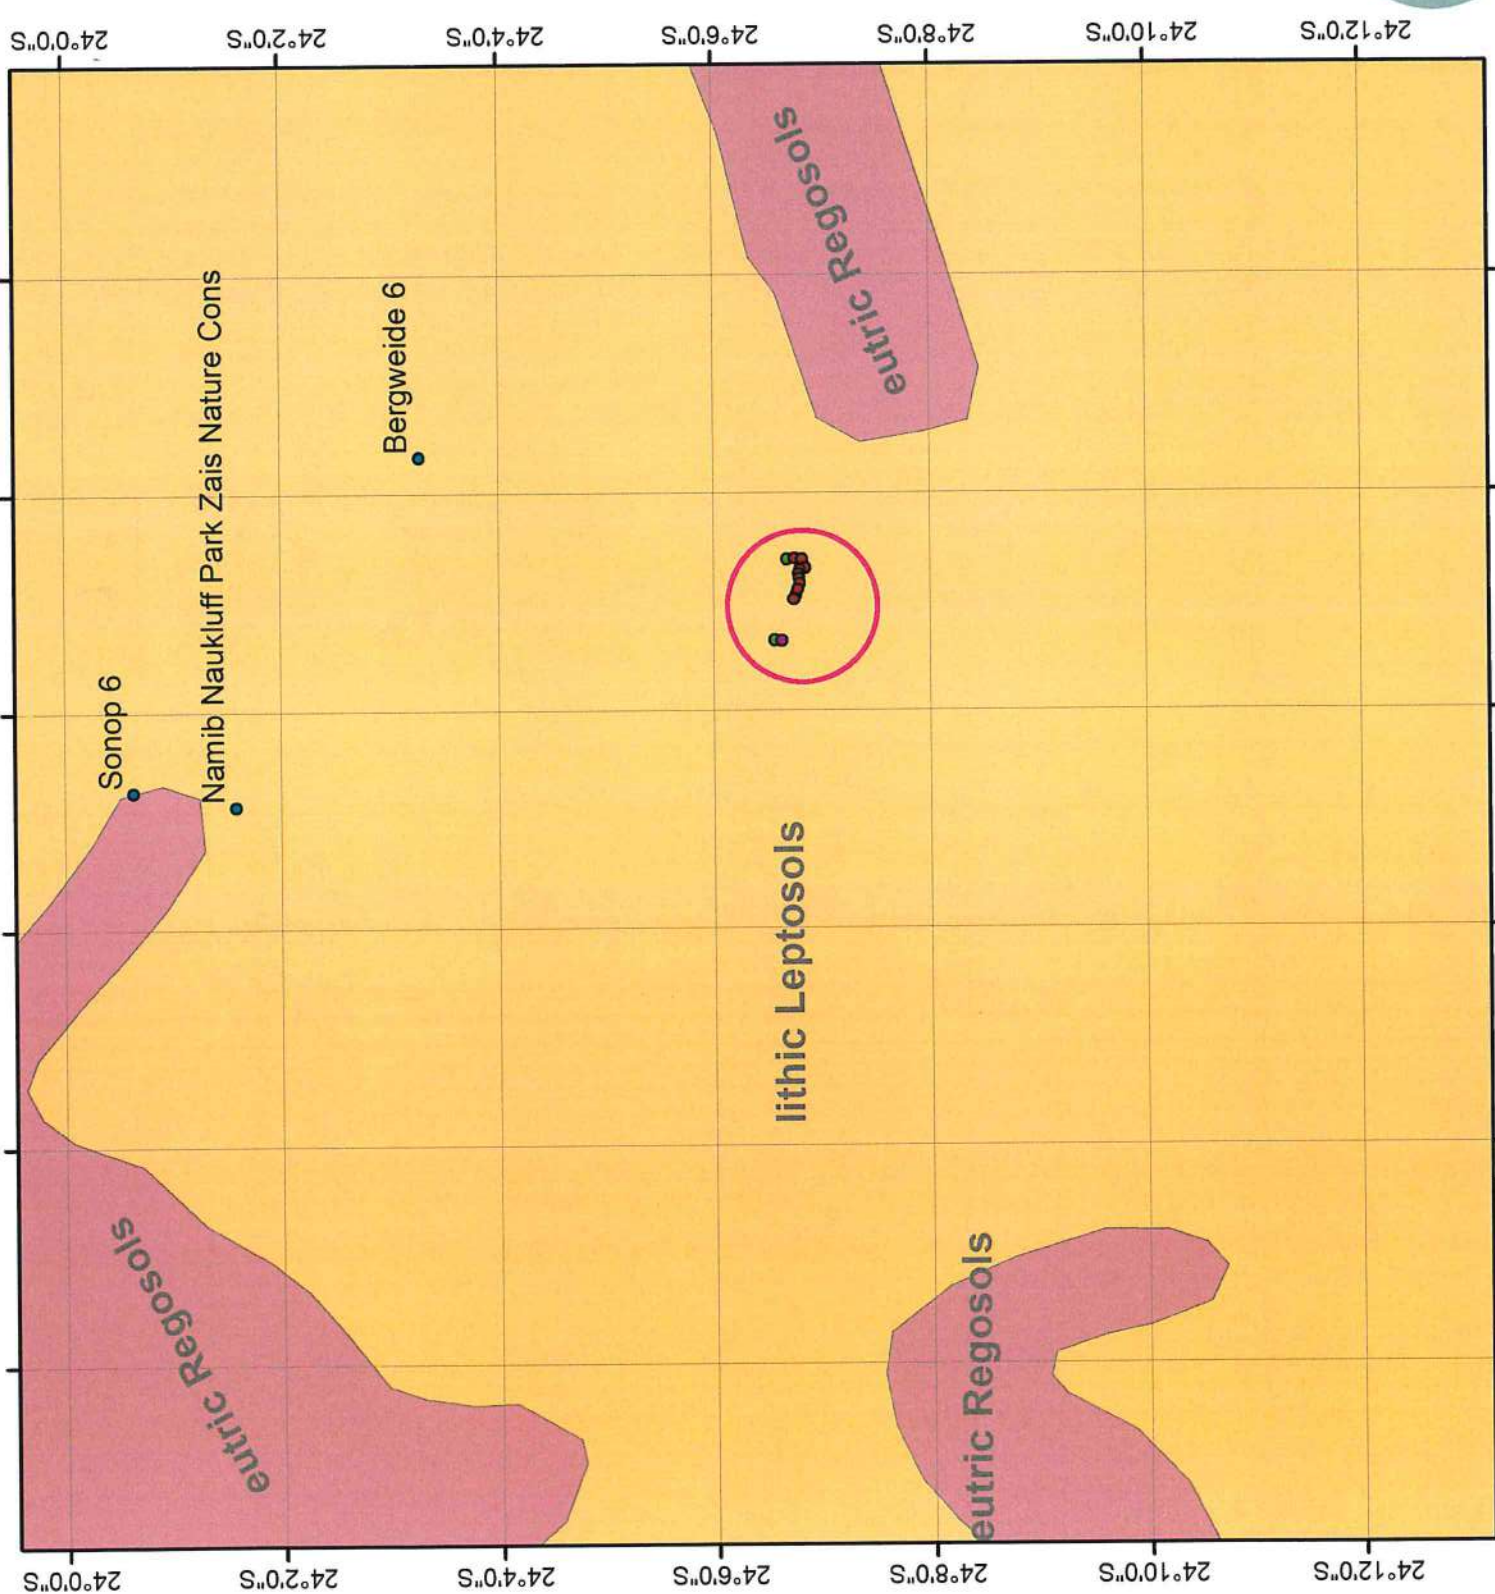 24°0'0"S
24°2'0"S
24°4'0"S
24°6'0"S
24°8'0"S
24°10'0"S
24°12'0"S
Sonop 6
Namib Naukluff Park Zais Nature Cons
Bergweide 6
eutric Regosols
lithic Leptosols
eutric Regosols
eutric Regosols
24°0'0"S
24°2'0"S
24°4'0"S
24°6'0"S
24°8'0"S
24°10'0"S
24°12'0"S